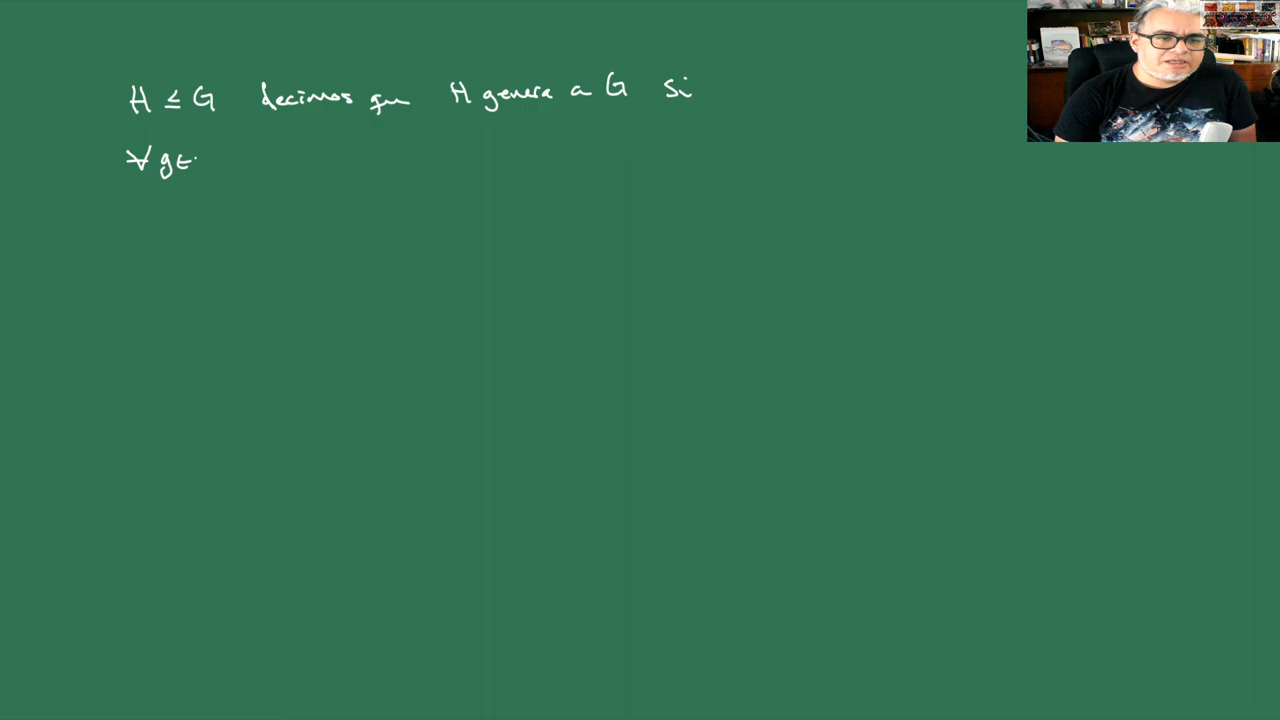 H ≤ G decimos que H genera a G si
∀ g ∈